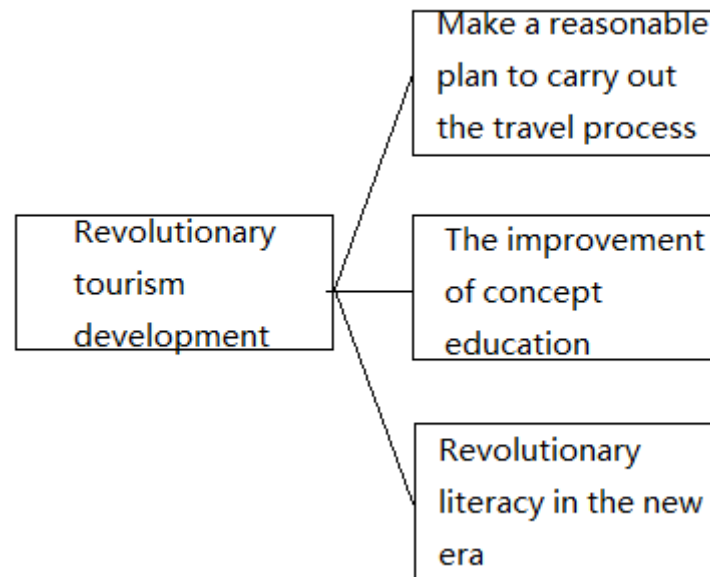 Make a reasonable
plan to carry out
the travel process
Revolutionary
tourism
development
The improvement
of concept
education
Revolutionary
literacy in the new
era